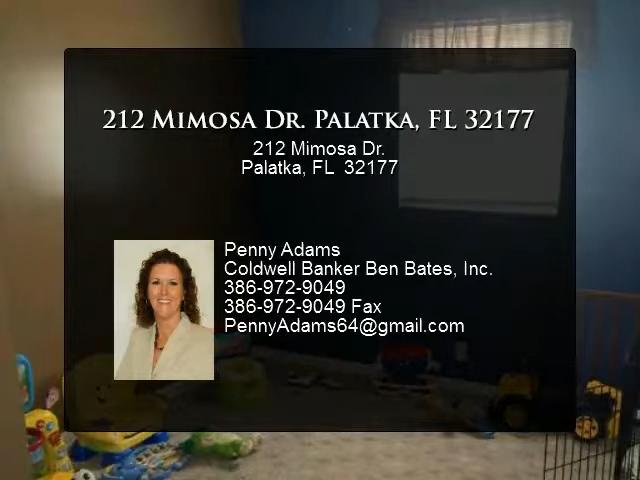 212 Mimosa Dr. Palatka, FL 32177
212 Mimosa Dr.
Palatka, FL 32177
Penny Adams
Coldwell Banker Ben Bates, Inc.
386-972-9049
386-972-9049 Fax
PennyAdams64@gmail.com